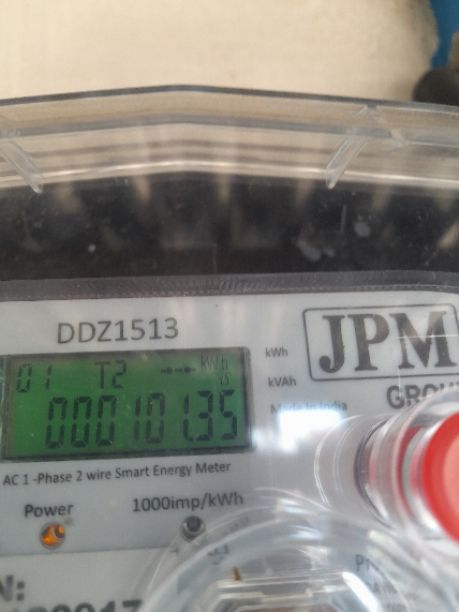 DDZ1513
kWh
JPM
01 T2 kWh
kVAh
00010135
Made in India
GROU
AC 1 -Phase 2 wire Smart Energy Meter
Power
1000imp/kWh
N: